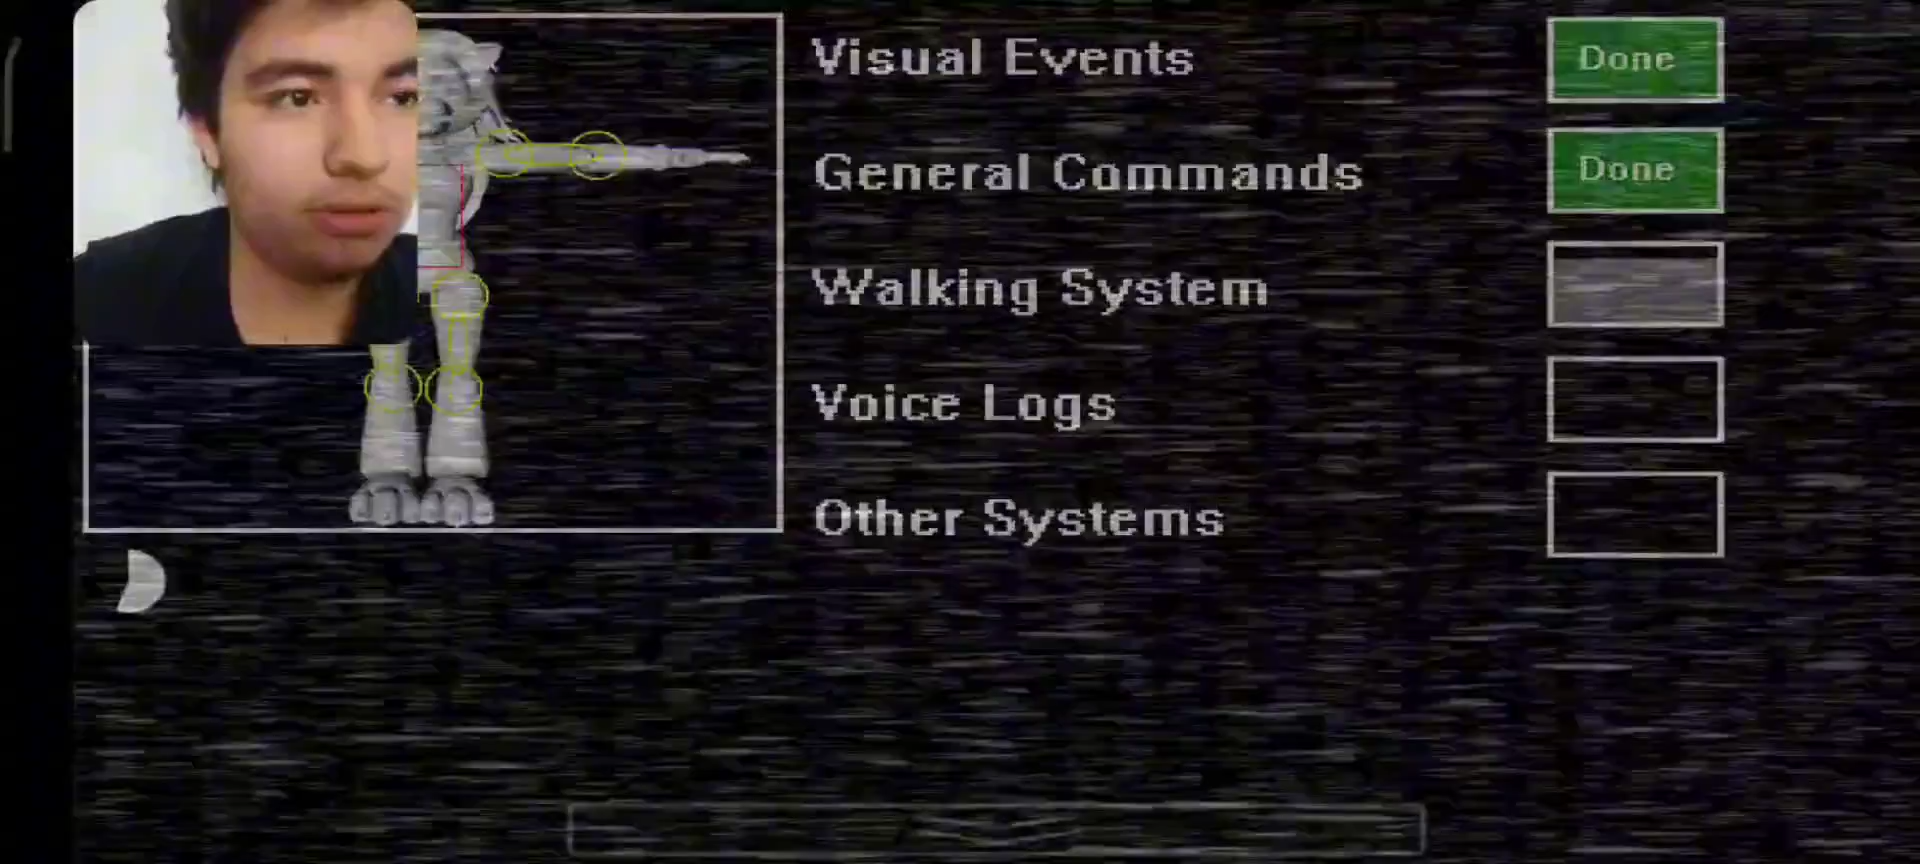 Visual Events
Done
General Commands
Done
Walking System
Voice Logs
Other Systems